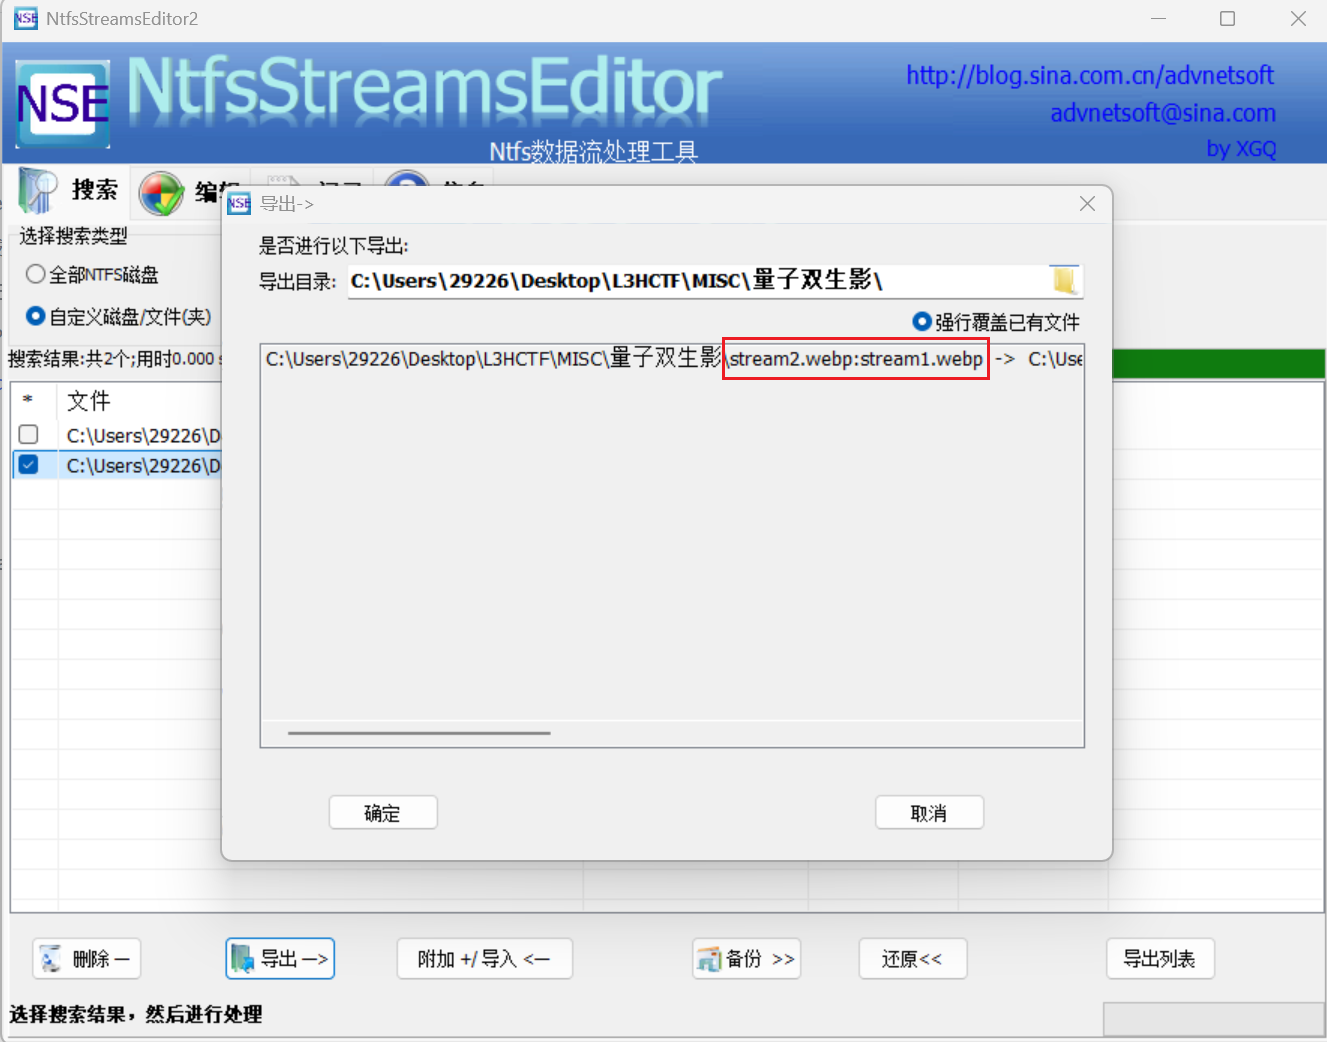 NSE NtfsStreamsEditor2
NSE NtfsStreamsEditor
http://blog.sina.com.cn/advnetsoft
advnetsoft@sina.com
Ntfs数据流处理工具
by XGQ
搜索
NSE 导出->
选择搜索类型
是否进行以下导出:
全部NTFS磁盘
导出目录: C:\Users\29226\Desktop\L3HCTF\MISC\量子双生影\
自定义磁盘/文件(夹)
强行覆盖已有文件
搜索结果:共2个;用时0.000 s
C:\Users\29226\Desktop\L3HCTF\MISC\量子双生影\stream2.webp:stream1.webp -> C:\Use
* 文件
C:\Users\29226\D
C:\Users\29226\D
确定 取消
删除 —
导出 —>
附加 +/ 导入 <—
备份 >>
还原<<
导出列表
选择搜索结果，然后进行处理